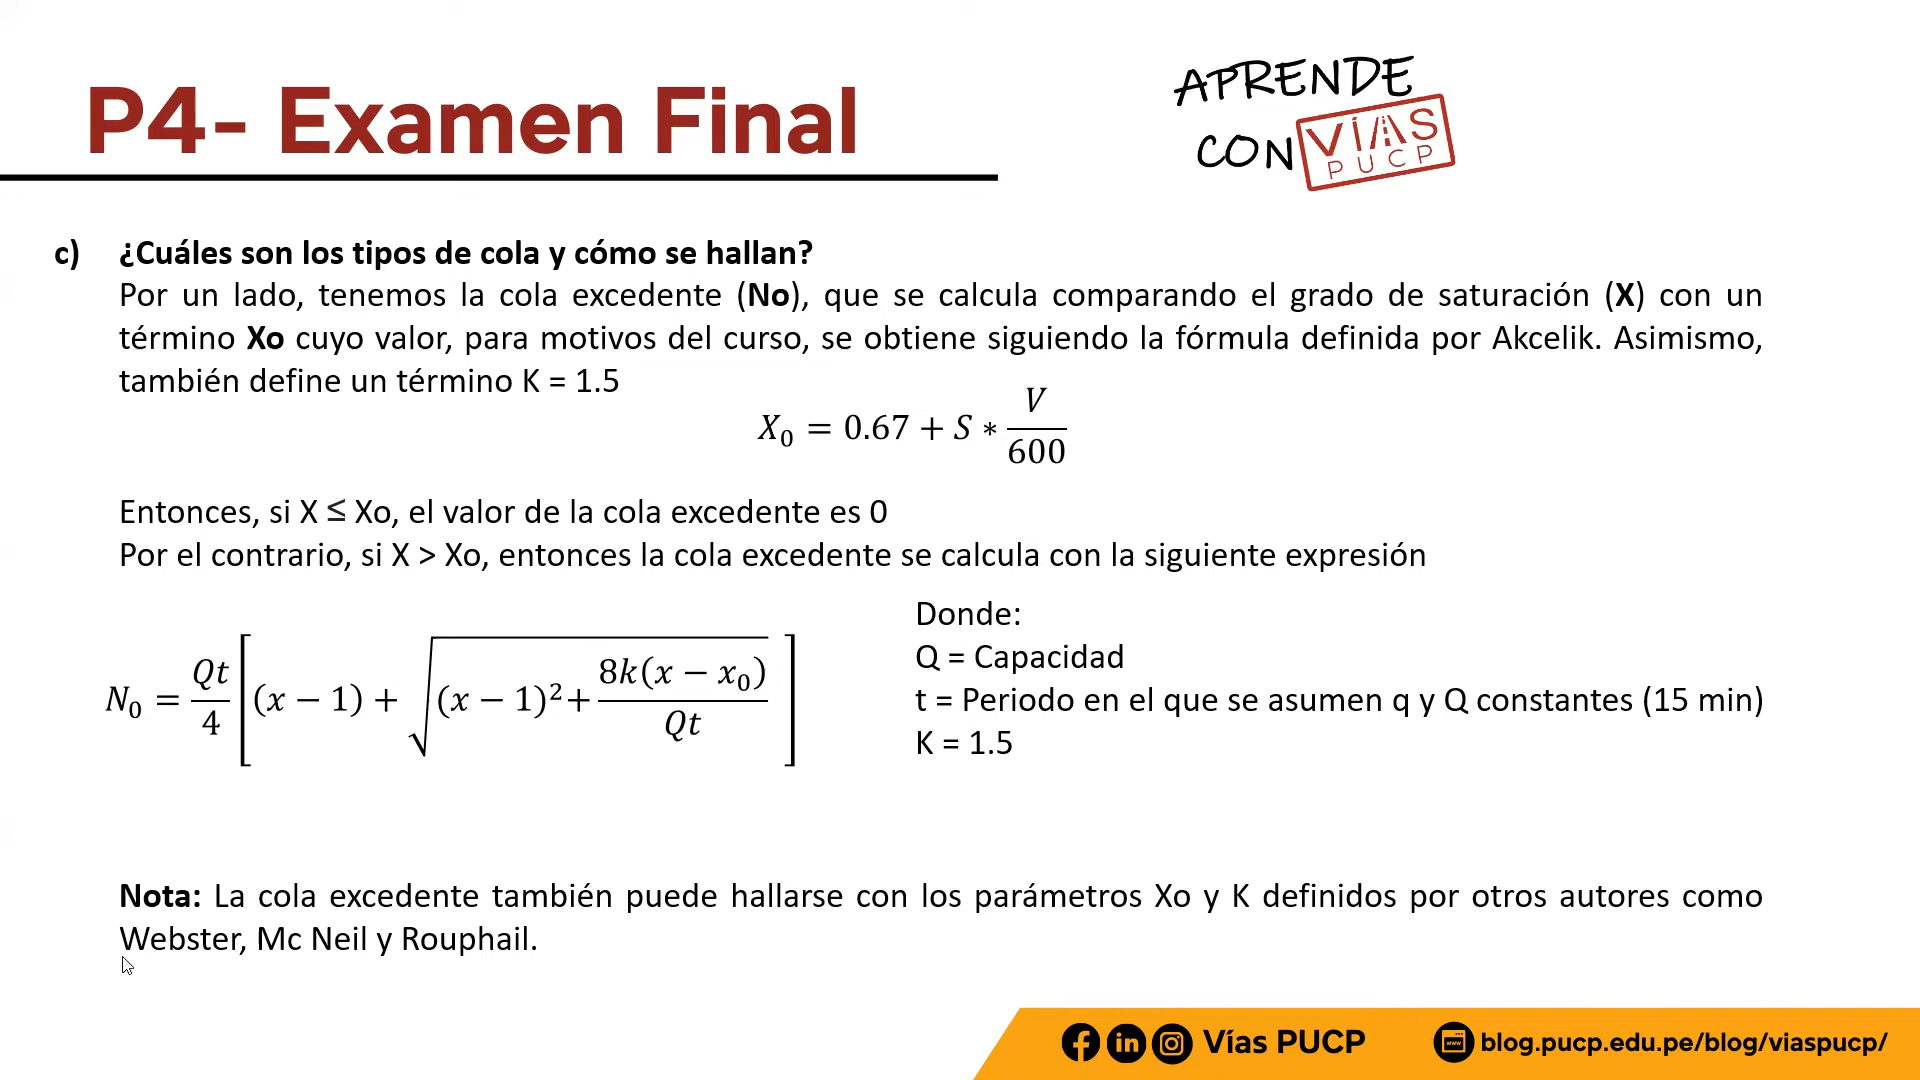 P4- Examen Final
APRENDE
CON VÍAS
PUCP
c) ¿Cuáles son los tipos de cola y cómo se hallan?
Por un lado, tenemos la cola excedente (No), que se calcula comparando el grado de saturación (X) con un
término Xo cuyo valor, para motivos del curso, se obtiene siguiendo la fórmula definida por Akcelik. Asimismo,
también define un término K = 1.5
X₀ = 0.67 + S * V/600
Entonces, si X ≤ Xo, el valor de la cola excedente es 0
Por el contrario, si X > Xo, entonces la cola excedente se calcula con la siguiente expresión
N₀ = Qt/4 [(x − 1) + √((x − 1)² + 8k(x − x₀)/Qt)]
Donde:
Q = Capacidad
t = Periodo en el que se asumen q y Q constantes (15 min)
K = 1.5
Nota: La cola excedente también puede hallarse con los parámetros Xo y K definidos por otros autores como
Webster, Mc Neil y Rouphail.
Vías PUCP
www
blog.pucp.edu.pe/blog/viaspucp/